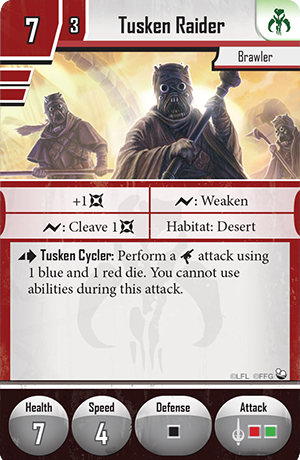 7 3 Tusken Raider
Brawler
+1
: Weaken
: Cleave 1
Habitat: Desert
Tusken Cycler: Perform a attack using
1 blue and 1 red die. You cannot use
abilities during this attack.
©LFL ©FFG
Health Speed Defense Attack
7 4